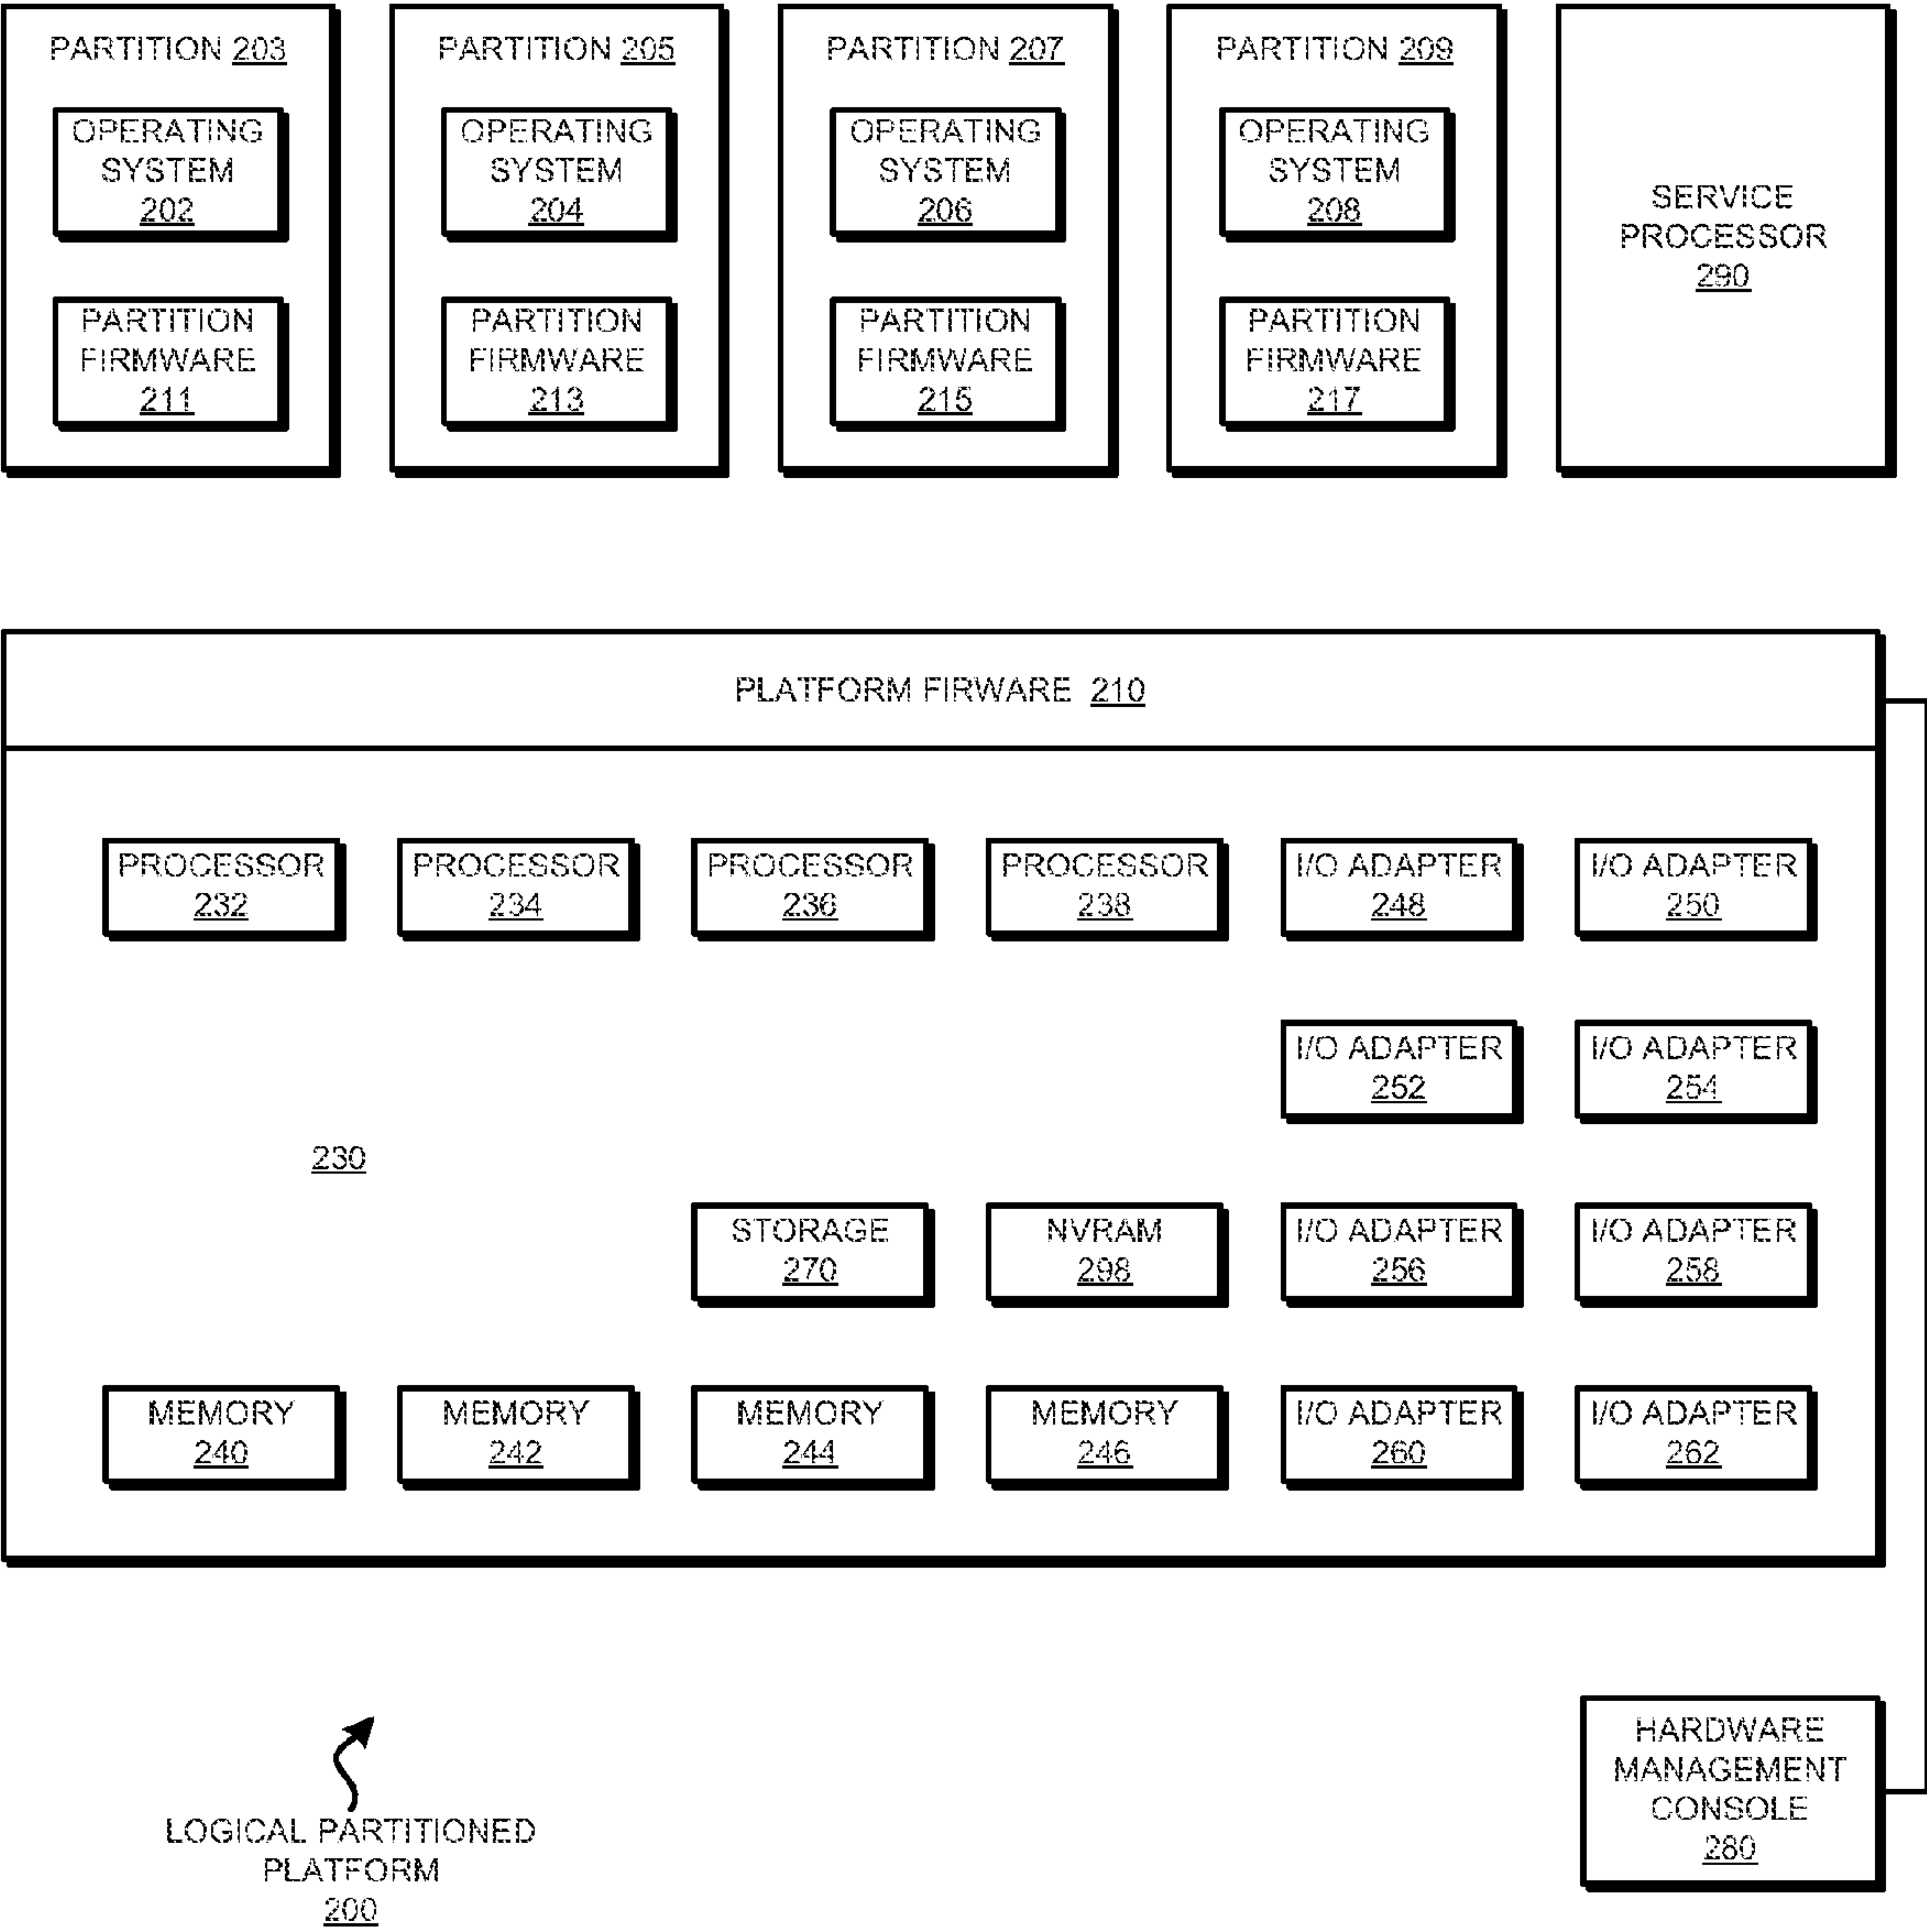 PARTITION 203
OPERATING
SYSTEM
202
PARTITION
FIRMWARE
211
PARTITION 205
OPERATING
SYSTEM
204
PARTITION
FIRMWARE
213
PARTITION 207
OPERATING
SYSTEM
206
PARTITION
FIRMWARE
215
PARTITION 209
OPERATING
SYSTEM
208
PARTITION
FIRMWARE
217
SERVICE
PROCESSOR
290
PLATFORM FIRWARE 210
PROCESSOR
232
PROCESSOR
234
PROCESSOR
236
PROCESSOR
238
I/O ADAPTER
248
I/O ADAPTER
250
I/O ADAPTER
252
I/O ADAPTER
254
230
STORAGE
270
NVRAM
298
I/O ADAPTER
256
I/O ADAPTER
258
MEMORY
240
MEMORY
242
MEMORY
244
MEMORY
246
I/O ADAPTER
260
I/O ADAPTER
262
LOGICAL PARTITIONED
PLATFORM
200
HARDWARE
MANAGEMENT
CONSOLE
280